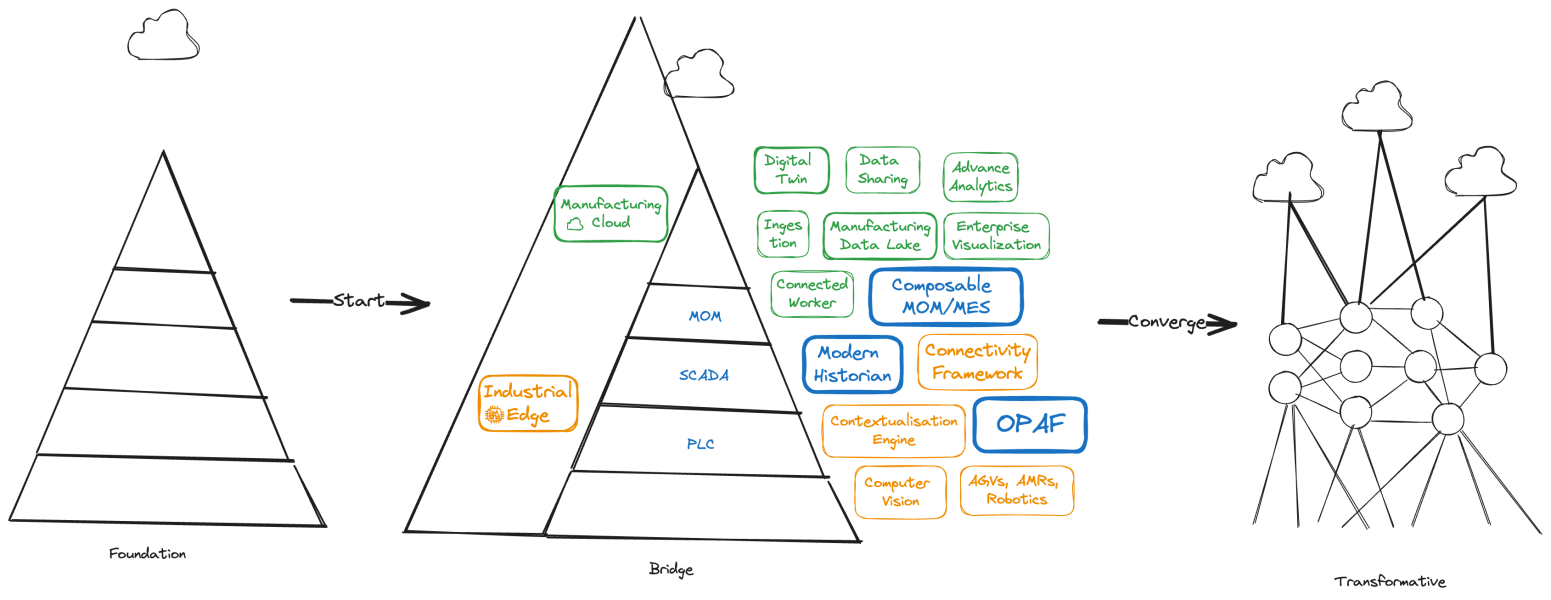 Foundation
Start
Manufacturing
Cloud
Industrial
Edge
MOM
SCADA
PLC
Digital
Twin
Data
Sharing
Advance
Analytics
Inges
tion
Manufacturing
Data Lake
Enterprise
Visualization
Connected
Worker
Composable
MOM/MES
Modern
Historian
Connectivity
Framework
Contextualisation
Engine
OPAF
Computer
Vision
AGVs, AMRs,
Robotics
Bridge
Converge
Transformative